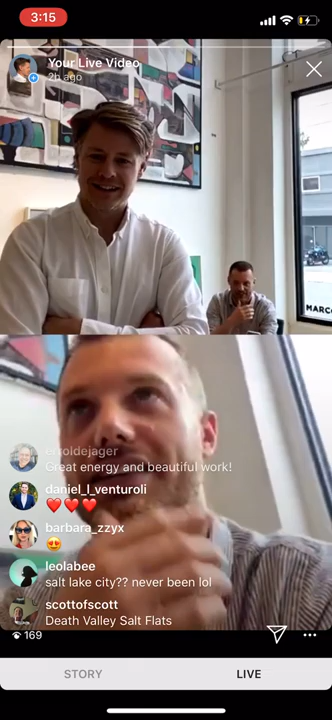 3:15
Your Live Video
2h ago
MARCO
erroldejager
Great energy and beautiful work!
daniel_l_venturoli
❤️❤️❤️
barbara_zzyx
😍
leolabee
salt lake city?? never been lol
scottofscott
Death Valley Salt Flats
169
STORY
LIVE